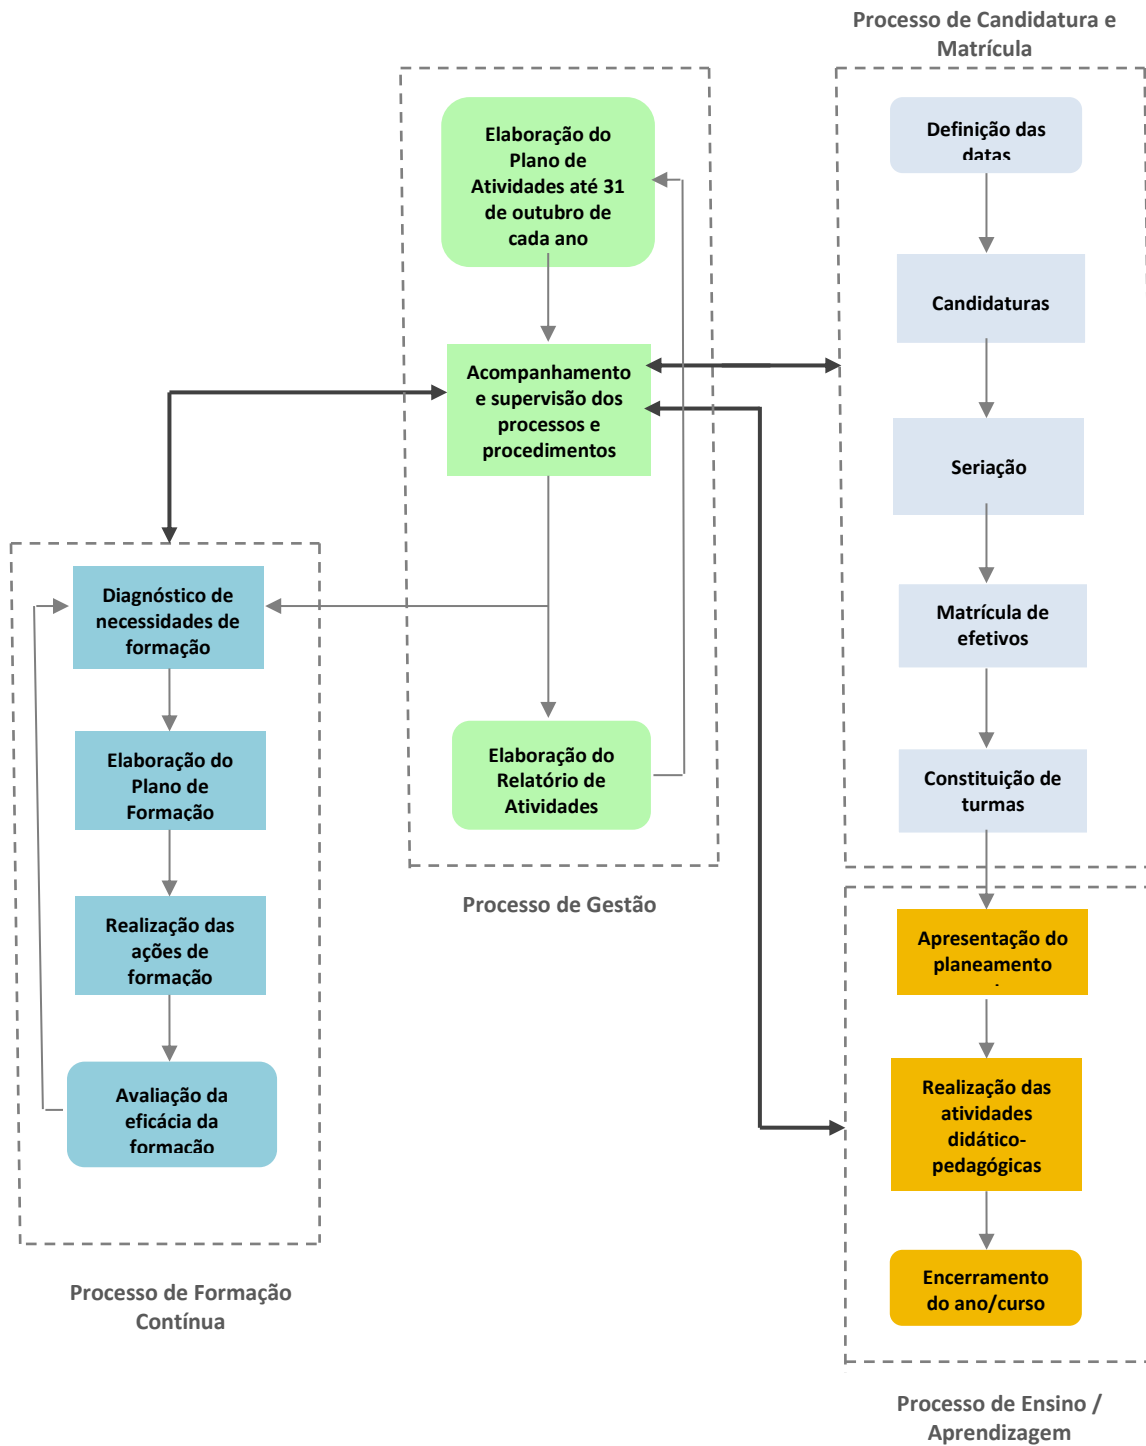 Processo de Candidatura e
Matrícula
Elaboração do
Plano de
Atividades até 31
de outubro de
cada ano
Definição das
datas
Candidaturas
Acompanhamento
e supervisão dos
processos e
procedimentos
Seriação
Diagnóstico de
necessidades de
formação
Matrícula de
efetivos
Elaboração do
Plano de
Formação
Elaboração do
Relatório de
Atividades
Constituição de
turmas
Processo de Gestão
Realização das
ações de
formação
Apresentação do
planeamento
Avaliação da
eficácia da
formação
Realização das
atividades
didático-
pedagógicas
Encerramento
do ano/curso
Processo de Formação
Contínua
Processo de Ensino /
Aprendizagem